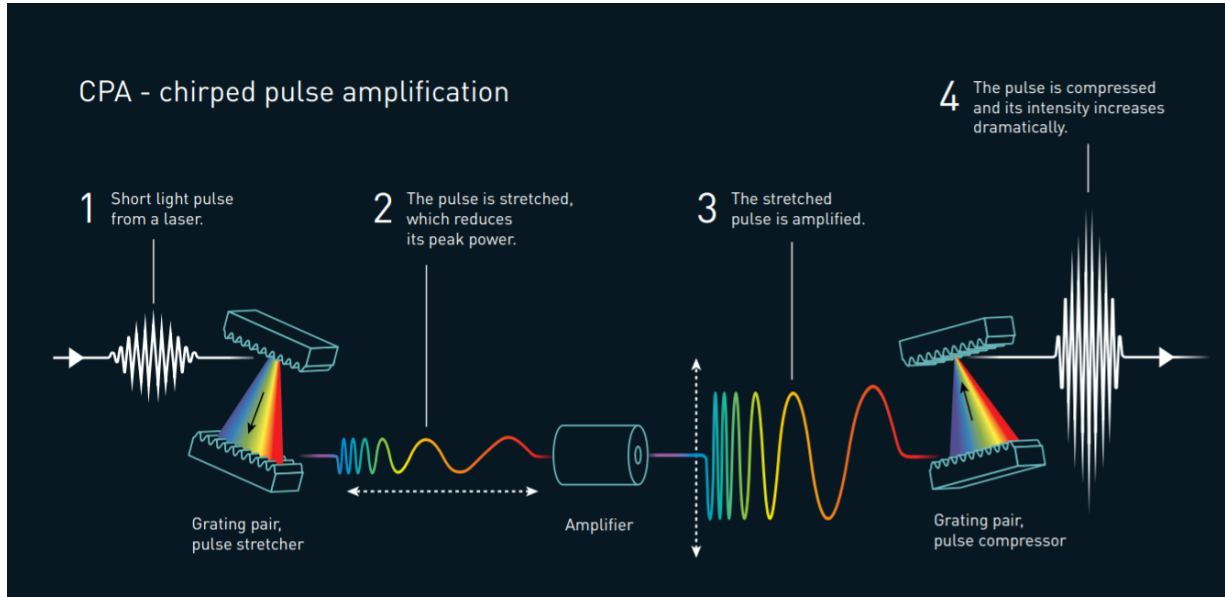 CPA - chirped pulse amplification
1 Short light pulse
from a laser.
2 The pulse is stretched,
which reduces
its peak power.
3 The stretched
pulse is amplified.
4 The pulse is compressed
and its intensity increases
dramatically.
Grating pair,
pulse stretcher
Amplifier
Grating pair,
pulse compressor